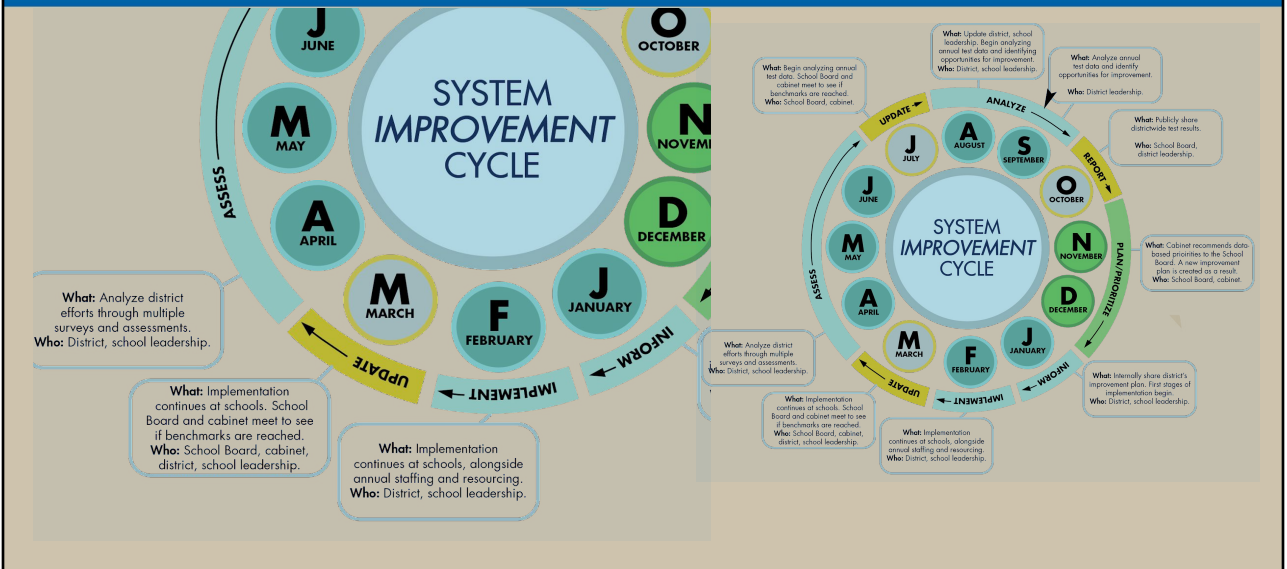 J
JUNE
M
MAY
A
APRIL
M
MARCH
F
FEBRUARY
J
JANUARY
D
DECEMBER
N
O
OCTOBER
SYSTEM
IMPROVEMENT
CYCLE
ASSESS
UPDATE
IMPLEMENT
INFORM
What: Analyze district
efforts through multiple
surveys and assessments.
Who: District, school leadership.
What: Implementation
continues at schools. School
Board and cabinet meet to see
if benchmarks are reached.
Who: School Board, cabinet,
district, school leadership.
What: Implementation
continues at schools, alongside
annual staffing and resourcing.
Who: District, school leadership.
What: Begin analyzing annual
test data. School Board and
cabinet meet to see if
benchmarks are reached.
Who: School Board, cabinet.
What: Update district, school
leadership. Begin analyzing
annual test data and identifying
opportunities for improvement.
Who: District, school leadership.
What: Analyze annual
test data and identify
opportunities for improvement.
Who: District leadership.
What: Publicly share
districtwide test results.
Who: School Board,
district leadership.
What: Cabinet recommends data-
based priorities to the School
Board. A new improvement
plan is created as a result.
Who: School Board, cabinet.
What: Internally share district's
improvement plan. First stages of
implementation begin.
Who: District, school leadership.
What: Implementation
continues at schools, alongside
annual staffing and resourcing.
Who: District, school leadership.
What: Implementation
continues at schools. School
Board and cabinet meet to see
if benchmarks are reached.
Who: School Board, cabinet,
district, school leadership.
What: Analyze district
efforts through multiple
surveys and assessments.
Who: District, school leadership.
UPDATE
ANALYZE
REPORT
PLAN/PRIORITIZE
INFORM
IMPLEMENT
UPDATE
ASSESS
J
JULY
A
AUGUST
S
SEPTEMBER
O
OCTOBER
N
NOVEMBER
D
DECEMBER
J
JANUARY
F
FEBRUARY
M
MARCH
A
APRIL
M
MAY
J
JUNE
SYSTEM
IMPROVEMENT
CYCLE